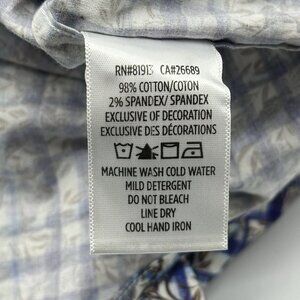 RN#81913 CA#26689
98% COTTON/COTON
2% SPANDEX/ SPANDEX
EXCLUSIVE OF DECORATION
EXCLUSIVE DES DÉCORATIONS
MACHINE WASH COLD WATER
MILD DETERGENT
DO NOT BLEACH
LINE DRY
COOL HAND IRON